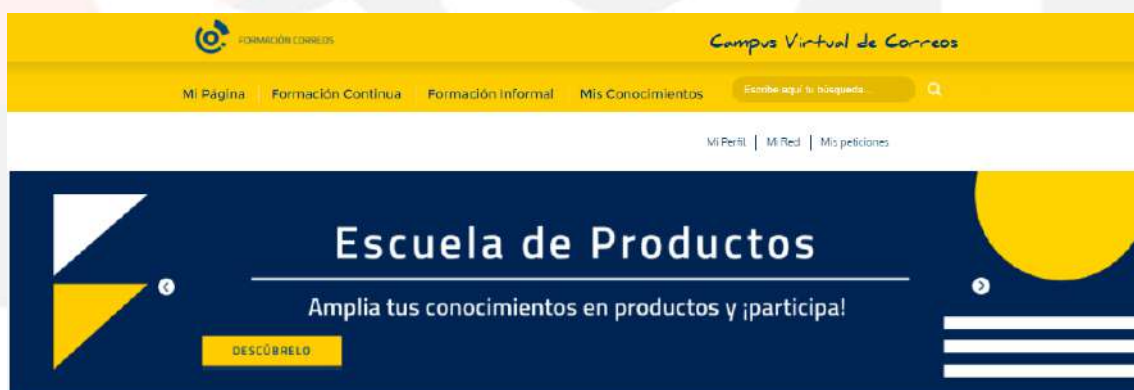 FORMACIÓN CORREOS
Campus Virtual de Correos
Mi Página Formación Continua Formación Informal Mis Conocimientos Escribe aquí tu búsqueda...
Mi Perfil | Mi Red | Mis peticiones
Escuela de Productos
Amplia tus conocimientos en productos y ¡participa!
DESCÚBRELO